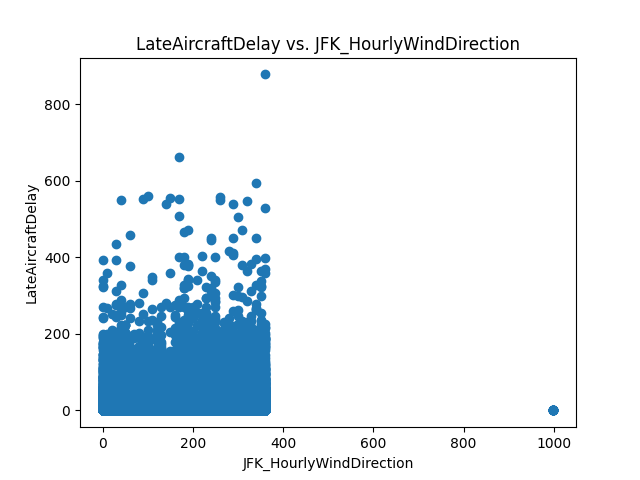 LateAircraftDelay vs. JFK_HourlyWindDirection
LateAircraftDelay
800
600
400
200
0
0 200 400 600 800 1000
JFK_HourlyWindDirection